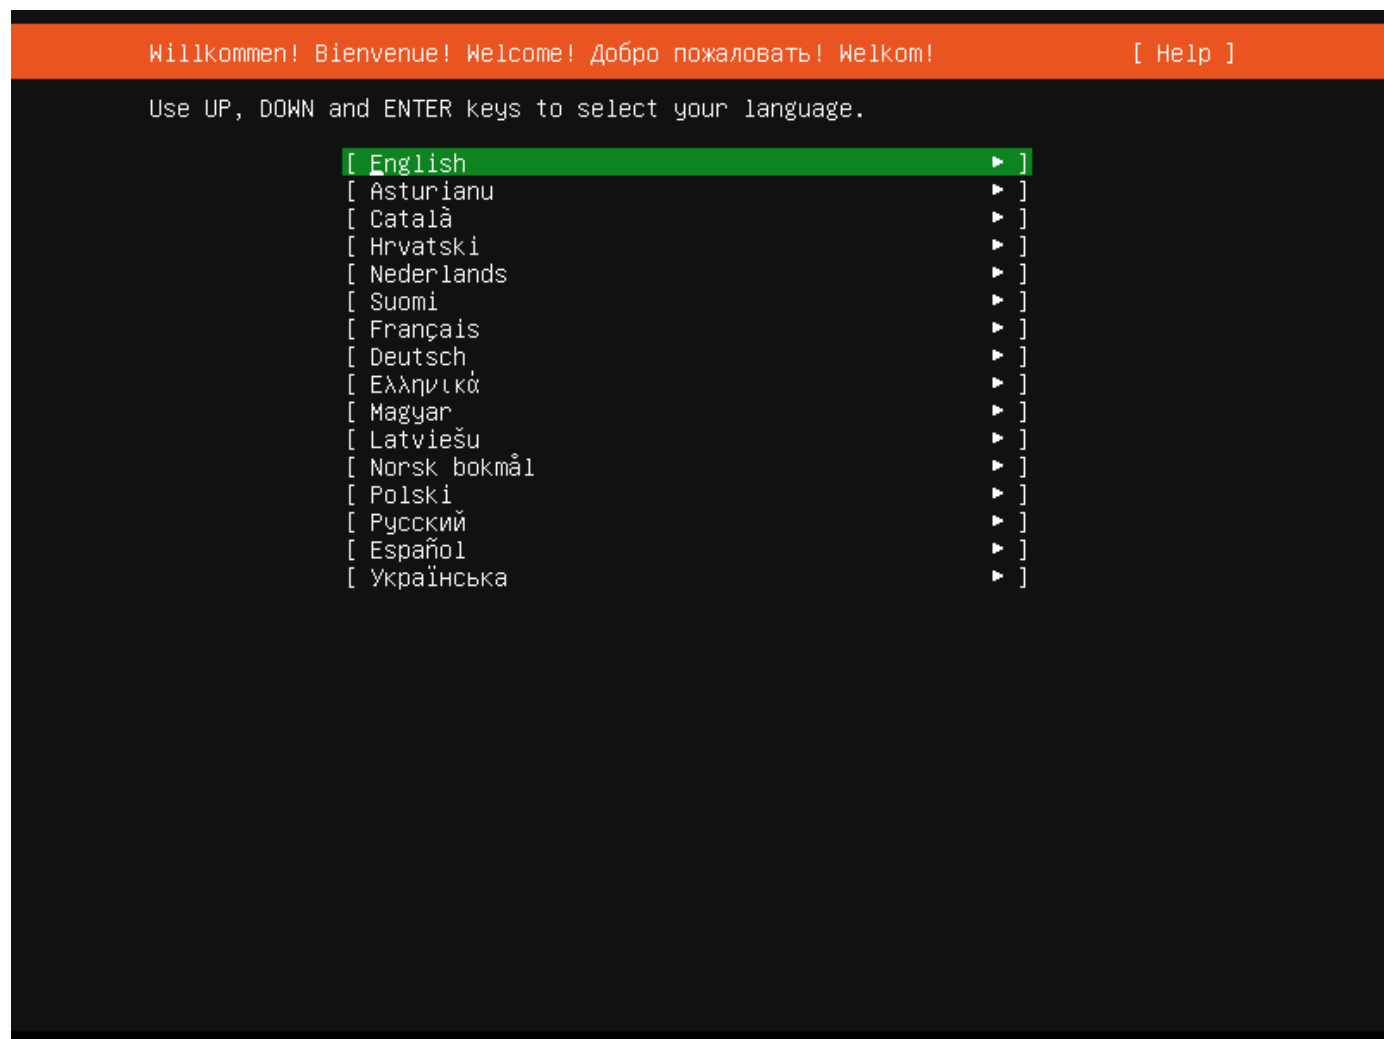 Willkommen! Bienvenue! Welcome! Добро пожаловать! Welkom! [ Help ]
Use UP, DOWN and ENTER keys to select your language.
[ English ► ]
[ Asturianu ► ]
[ Català ► ]
[ Hrvatski ► ]
[ Nederlands ► ]
[ Suomi ► ]
[ Français ► ]
[ Deutsch ► ]
[ Ελληνικά ► ]
[ Magyar ► ]
[ Latviešu ► ]
[ Norsk bokmål ► ]
[ Polski ► ]
[ Русский ► ]
[ Español ► ]
[ Українська ► ]